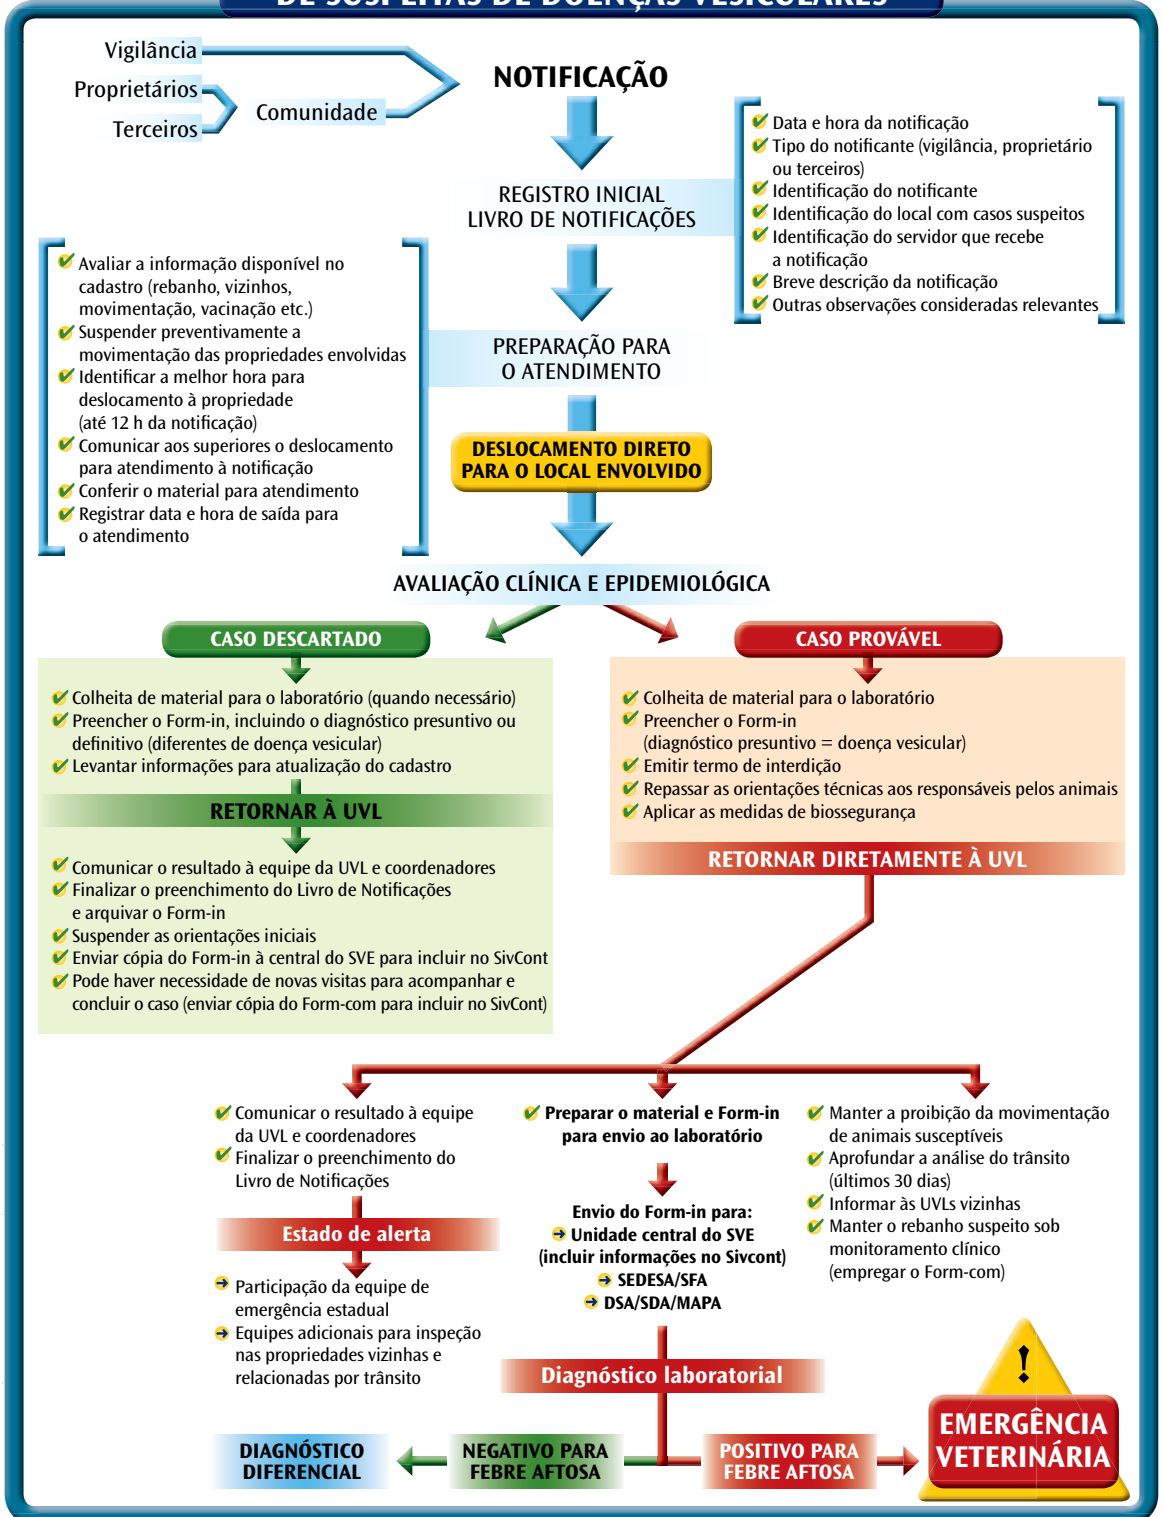 DE SUSPEITAS DE DOENÇAS VESICULARES
Vigilância
Proprietários
Terceiros
Comunidade
NOTIFICAÇÃO
REGISTRO INICIAL
LIVRO DE NOTIFICAÇÕES
Data e hora da notificação
Tipo do notificante (vigilância, proprietário
ou terceiros)
Identificação do notificante
Identificação do local com casos suspeitos
Identificação do servidor que recebe
a notificação
Breve descrição da notificação
Outras observações consideradas relevantes
Avaliar a informação disponível no
cadastro (rebanho, vizinhos,
movimentação, vacinação etc.)
Suspender preventivamente a
movimentação das propriedades envolvidas
Identificar a melhor hora para
deslocamento à propriedade
(até 12 h da notificação)
Comunicar aos superiores o deslocamento
para atendimento à notificação
Conferir o material para atendimento
Registrar data e hora de saída para
o atendimento
PREPARAÇÃO PARA
O ATENDIMENTO
DESLOCAMENTO DIRETO
PARA O LOCAL ENVOLVIDO
AVALIAÇÃO CLÍNICA E EPIDEMIOLÓGICA
CASO DESCARTADO
Colheita de material para o laboratório (quando necessário)
Preencher o Form-in, incluindo o diagnóstico presuntivo ou
definitivo (diferentes de doença vesicular)
Levantar informações para atualização do cadastro
RETORNAR À UVL
Comunicar o resultado à equipe da UVL e coordenadores
Finalizar o preenchimento do Livro de Notificações
e arquivar o Form-in
Suspender as orientações iniciais
Enviar cópia do Form-in à central do SVE para incluir no SivCont
Pode haver necessidade de novas visitas para acompanhar e
concluir o caso (enviar cópia do Form-com para incluir no SivCont)
CASO PROVÁVEL
Colheita de material para o laboratório
Preencher o Form-in
(diagnóstico presuntivo = doença vesicular)
Emitir termo de interdição
Repassar as orientações técnicas aos responsáveis pelos animais
Aplicar as medidas de biossegurança
RETORNAR DIRETAMENTE À UVL
Comunicar o resultado à equipe
da UVL e coordenadores
Finalizar o preenchimento do
Livro de Notificações
Estado de alerta
Participação da equipe de
emergência estadual
Equipes adicionais para inspeção
nas propriedades vizinhas e
relacionadas por trânsito
Preparar o material e Form-in
para envio ao laboratório
Envio do Form-in para:
Unidade central do SVE
(incluir informações no Sivcont)
SEDESA/SFA
DSA/SDA/MAPA
Manter a proibição da movimentação
de animais susceptíveis
Aprofundar a análise do trânsito
(últimos 30 dias)
Informar às UVLs vizinhas
Manter o rebanho suspeito sob
monitoramento clínico
(empregar o Form-com)
Diagnóstico laboratorial
DIAGNÓSTICO
DIFERENCIAL
NEGATIVO PARA
FEBRE AFTOSA
POSITIVO PARA
FEBRE AFTOSA
!
EMERGÊNCIA
VETERINÁRIA